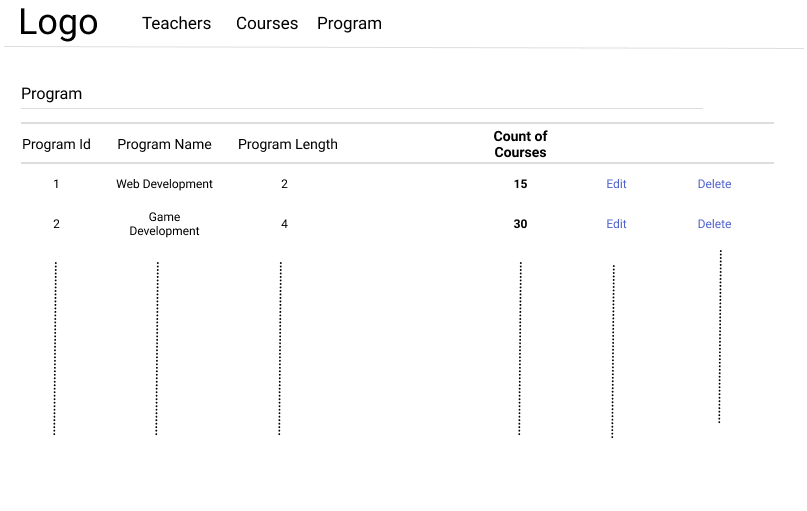 Logo Teachers Courses Program
Program
Program Id Program Name Program Length Count of
Courses
1 Web Development 2 15 Edit Delete
2 Game
Development 4 30 Edit Delete